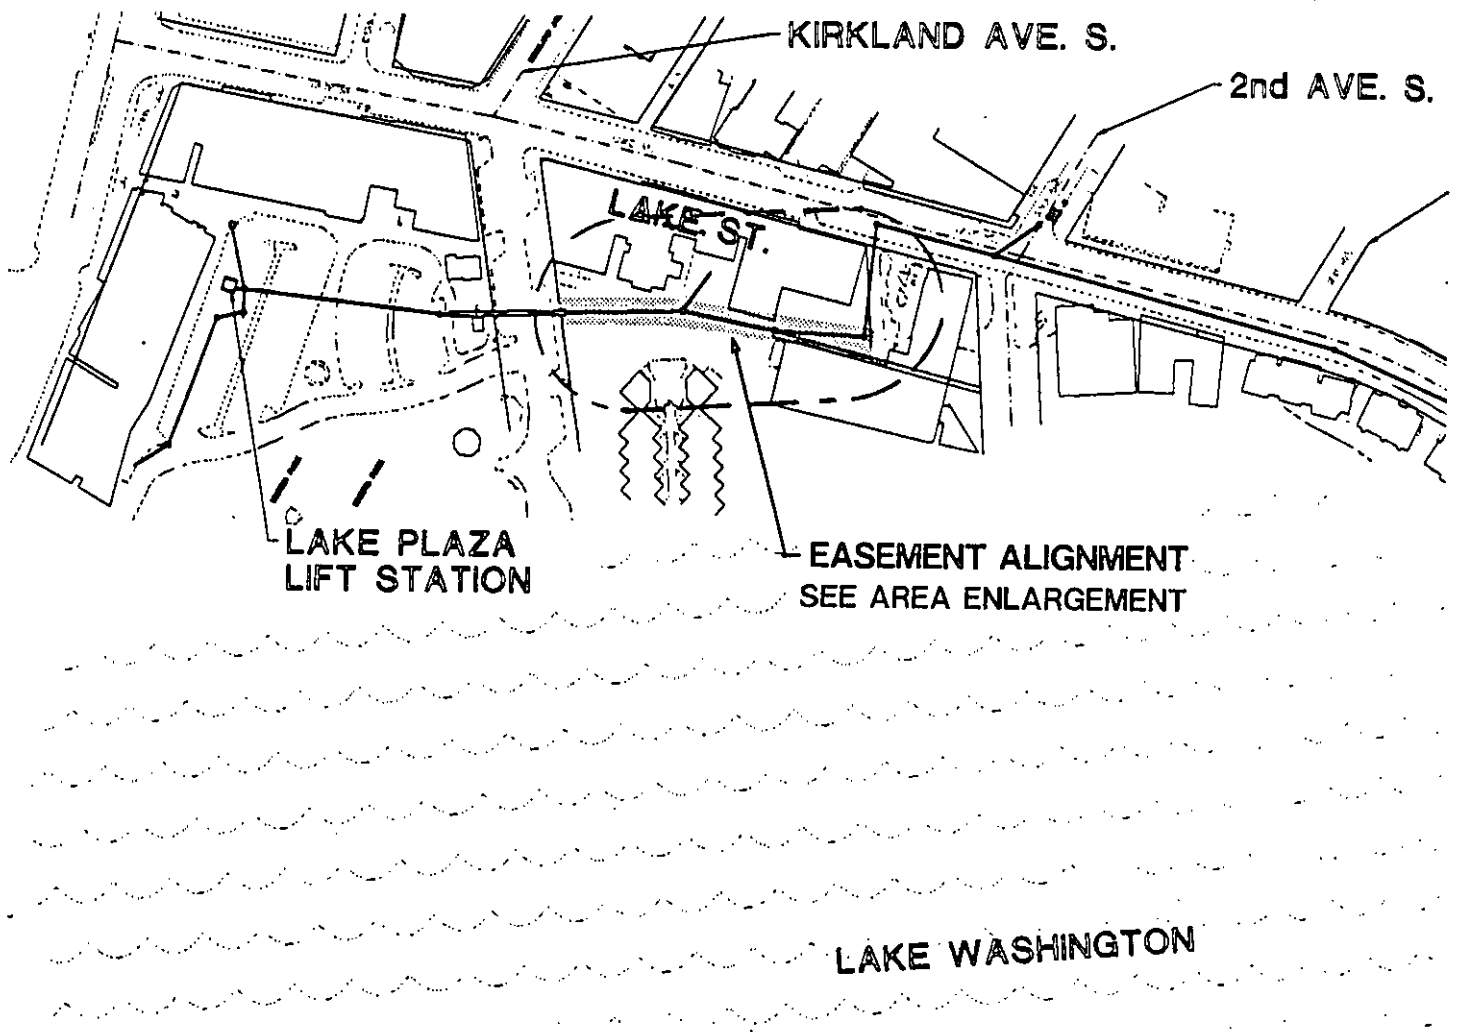 KIRKLAND AVE. S.
2nd AVE. S.
LAKE ST.
LAKE PLAZA
LIFT STATION
EASEMENT ALIGNMENT
SEE AREA ENLARGEMENT
LAKE WASHINGTON